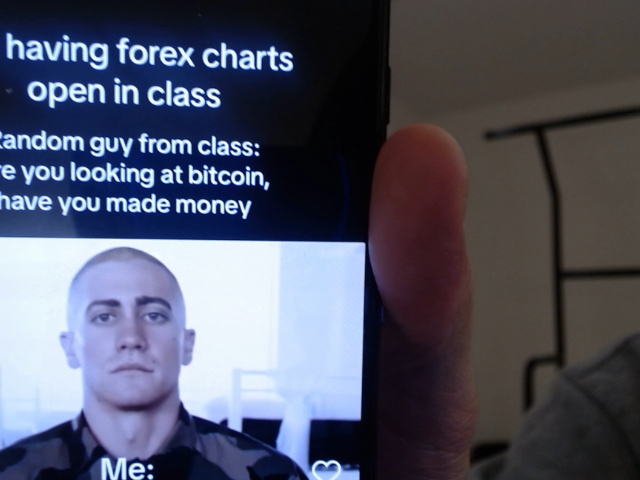 having forex charts
open in class
Random guy from class:
re you looking at bitcoin,
have you made money
Me: